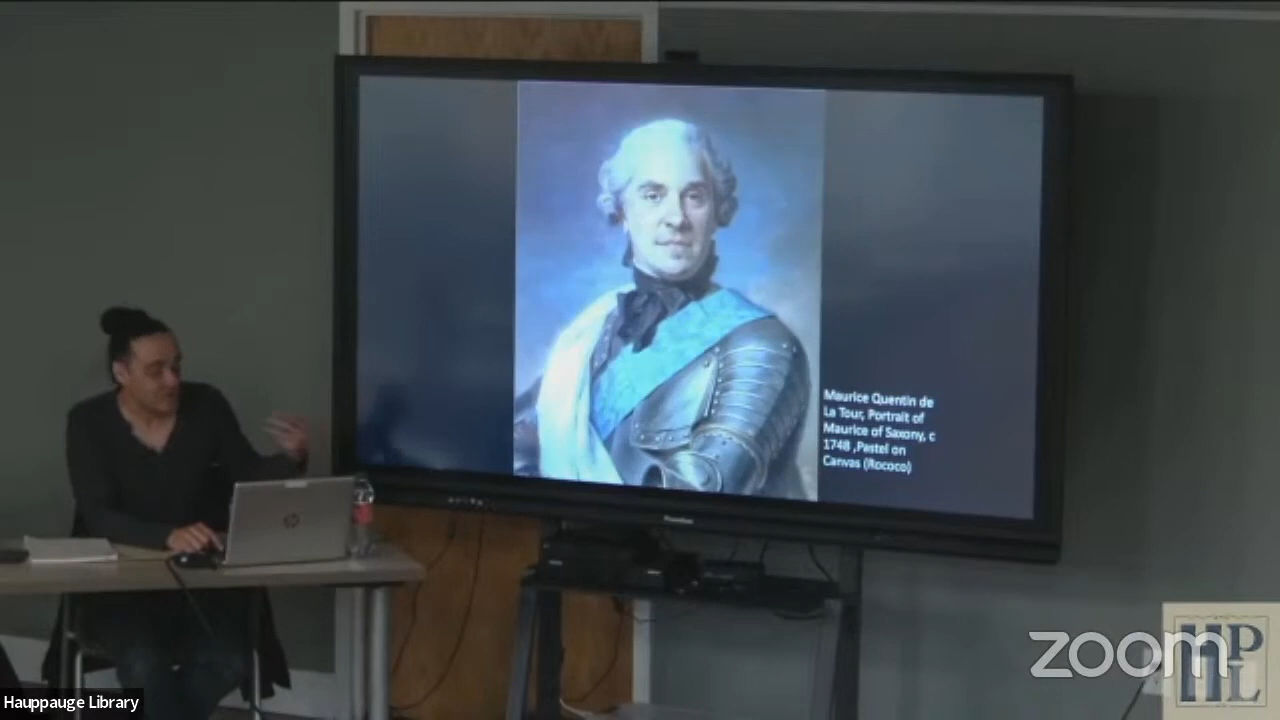 Maurice Quentin de
La Tour, Portrait of
Maurice of Saxony, c
1748 ,Pastel on
Canvas (Rococo)
hp
zoom
HPL
Hauppauge Library